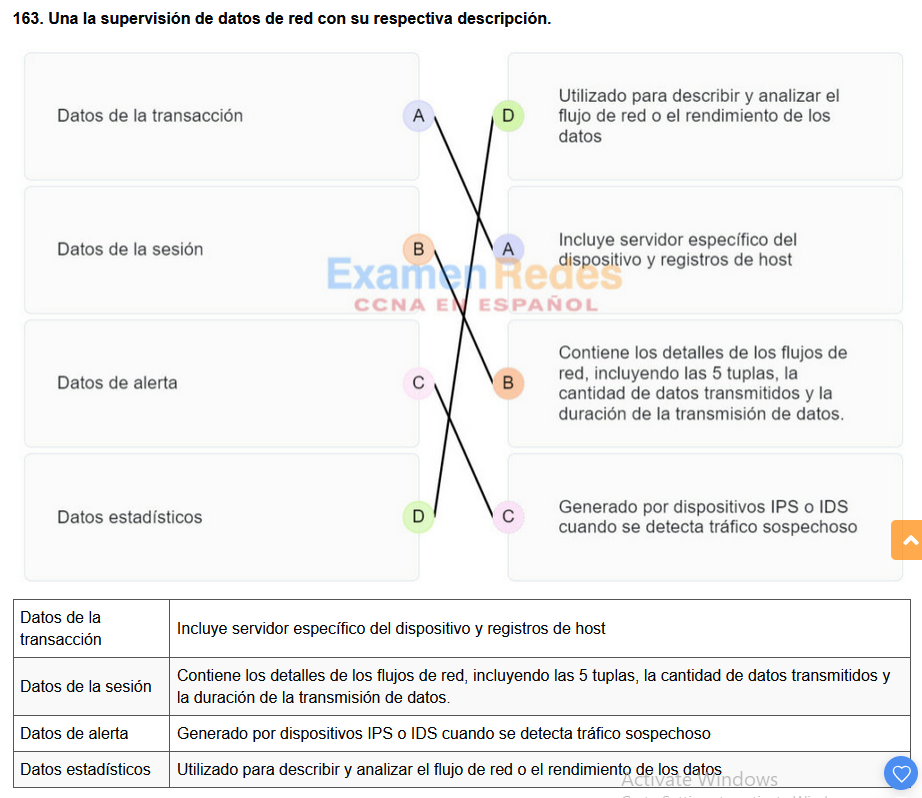 163. Una la supervisión de datos de red con su respectiva descripción.
Datos de la transacción
A
D
Utilizado para describir y analizar el
flujo de red o el rendimiento de los
datos
Datos de la sesión
B
A
Incluye servidor específico del
dispositivo y registros de host
Examen Redes
CCNA EN ESPAÑOL
Datos de alerta
C
B
Contiene los detalles de los flujos de
red, incluyendo las 5 tuplas, la
cantidad de datos transmitidos y la
duración de la transmisión de datos.
Datos estadísticos
D
C
Generado por dispositivos IPS o IDS
cuando se detecta tráfico sospechoso
Datos de la
transacción
Incluye servidor específico del dispositivo y registros de host
Datos de la sesión
Contiene los detalles de los flujos de red, incluyendo las 5 tuplas, la cantidad de datos transmitidos y
la duración de la transmisión de datos.
Datos de alerta
Generado por dispositivos IPS o IDS cuando se detecta tráfico sospechoso
Datos estadísticos
Utilizado para describir y analizar el flujo de red o el rendimiento de los datos
Activate Windows